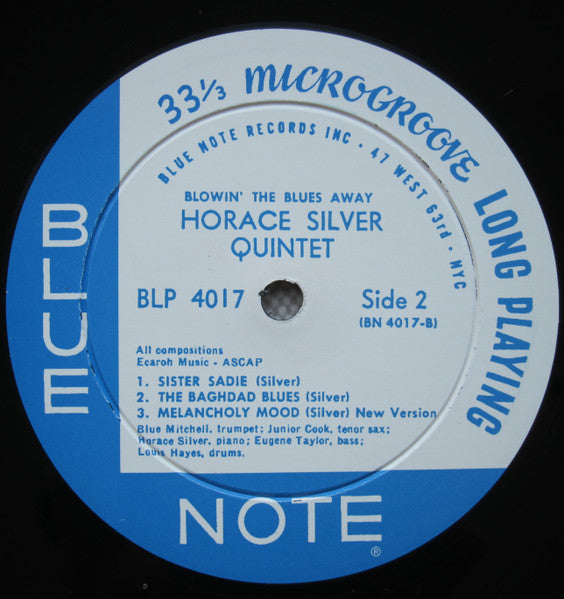 33⅓ MICROGROOVE LONG PLAYING
BLUE NOTE RECORDS INC • 47 WEST 63rd • NYC
BLOWIN' THE BLUES AWAY
HORACE SILVER
QUINTET
BLP 4017 Side 2
(BN 4017-B)
All compositions
Ecaroh Music - ASCAP
1. SISTER SADIE (Silver)
2. THE BAGHDAD BLUES (Silver)
3. MELANCHOLY MOOD (Silver) New Version
Blue Mitchell, trumpet; Junior Cook, tenor sax;
Horace Silver, piano; Eugene Taylor, bass;
Louis Hayes, drums.
BLUE
NOTE®